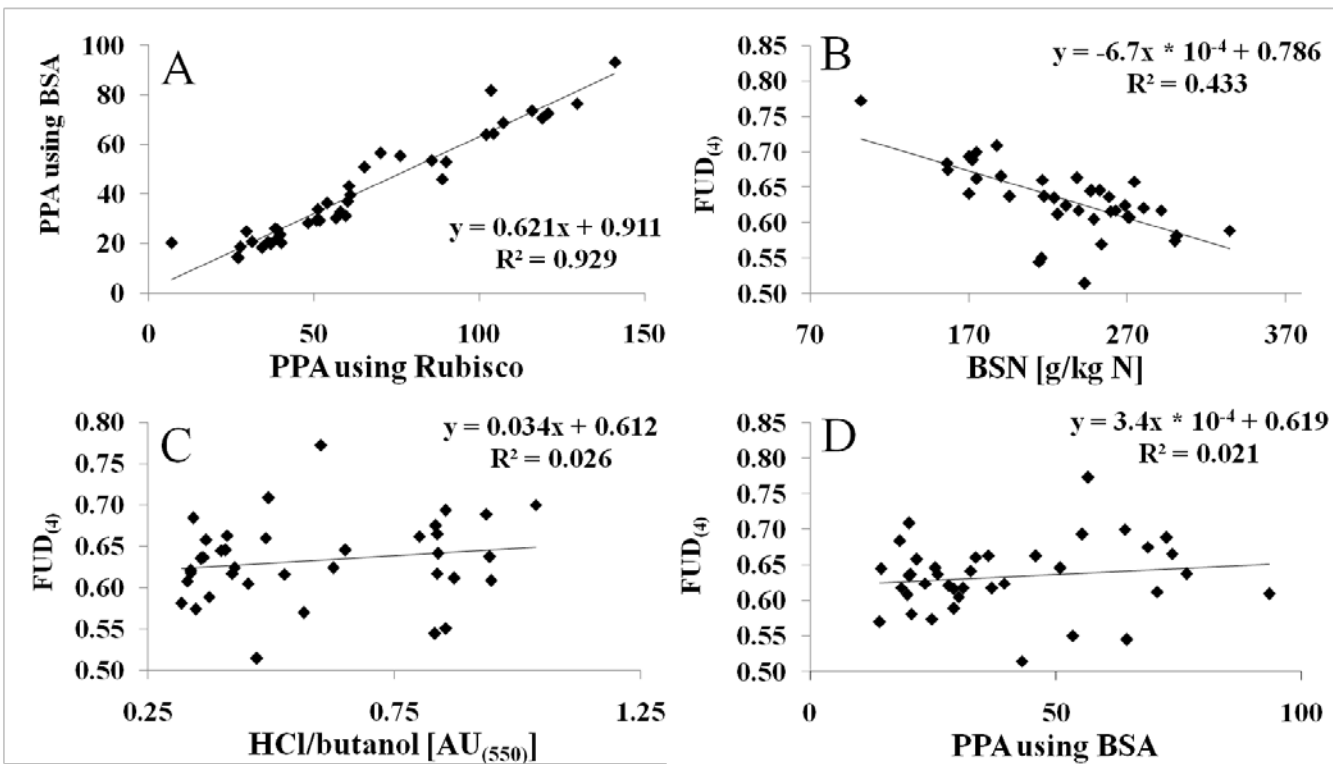 A
PPA using BSA
100
80
60
40
20
0
y = 0.621x + 0.911
R² = 0.929
0 50 100 150
PPA using Rubisco
B
FUD(4)
0.85
0.80
0.75
0.70
0.65
0.60
0.55
0.50
y = -6.7x * 10⁻⁴ + 0.786
R² = 0.433
70 170 270 370
BSN [g/kg N]
C
FUD(4)
0.80
0.75
0.70
0.65
0.60
0.55
0.50
y = 0.034x + 0.612
R² = 0.026
0.25 0.75 1.25
HCl/butanol [AU(550)]
D
FUD(4)
0.85
0.80
0.75
0.70
0.65
0.60
0.55
0.50
y = 3.4x * 10⁻⁴ + 0.619
R² = 0.021
0 50 100
PPA using BSA